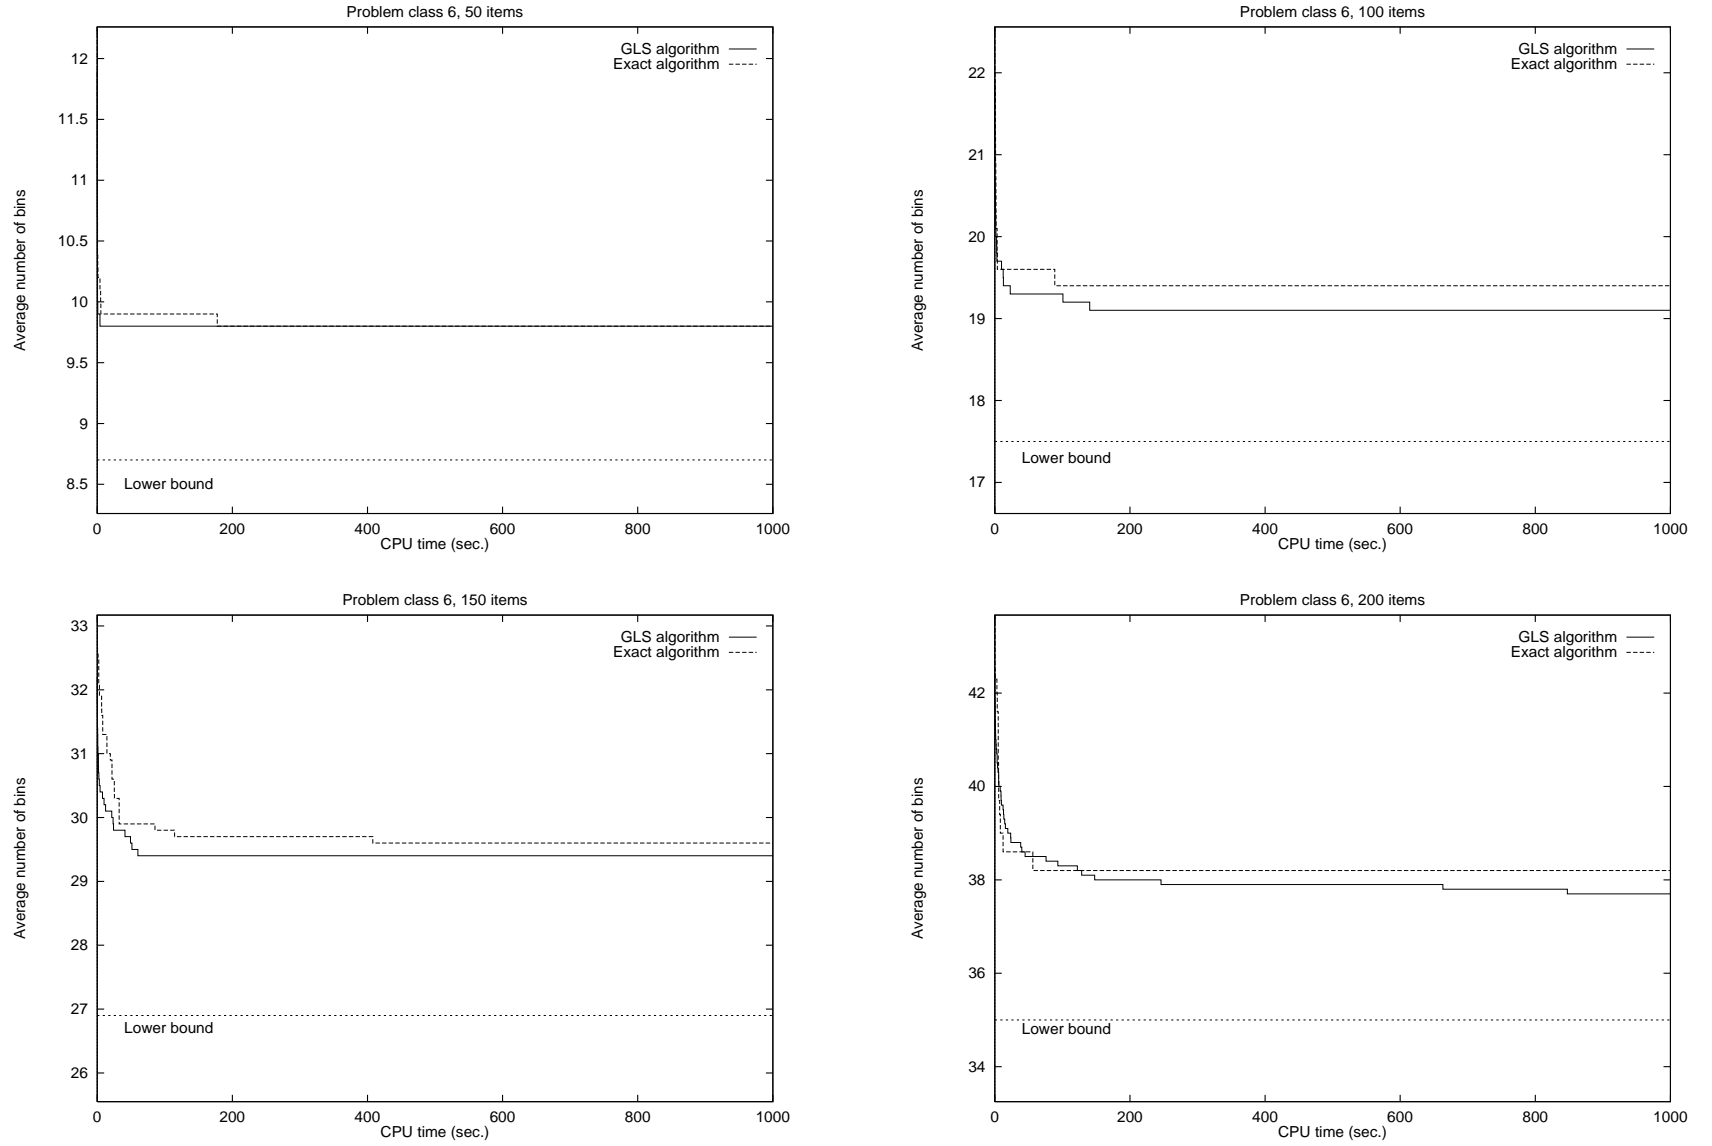 Problem class 6, 50 items
GLS algorithm
Exact algorithm
12
11.5
11
10.5
10
9.5
9
8.5
Average number of bins
Lower bound
0 200 400 600 800 1000
CPU time (sec.)
Problem class 6, 100 items
GLS algorithm
Exact algorithm
22
21
20
19
18
17
Average number of bins
Lower bound
0 200 400 600 800 1000
CPU time (sec.)
Problem class 6, 150 items
GLS algorithm
Exact algorithm
33
32
31
30
29
28
27
26
Average number of bins
Lower bound
0 200 400 600 800 1000
CPU time (sec.)
Problem class 6, 200 items
GLS algorithm
Exact algorithm
42
40
38
36
34
Average number of bins
Lower bound
0 200 400 600 800 1000
CPU time (sec.)